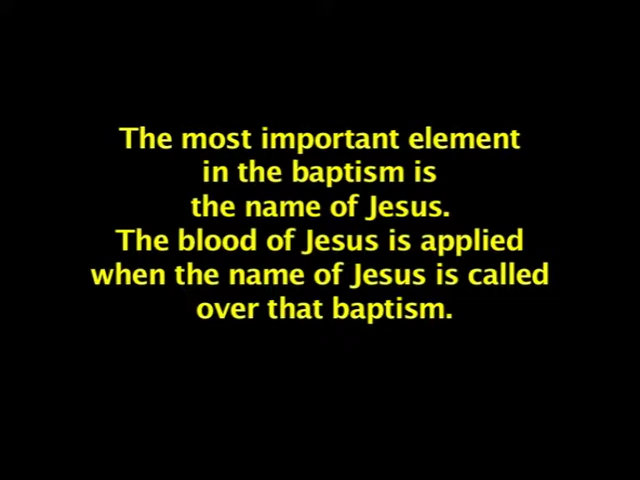 The most important element
in the baptism is
the name of Jesus.
The blood of Jesus is applied
when the name of Jesus is called
over that baptism.